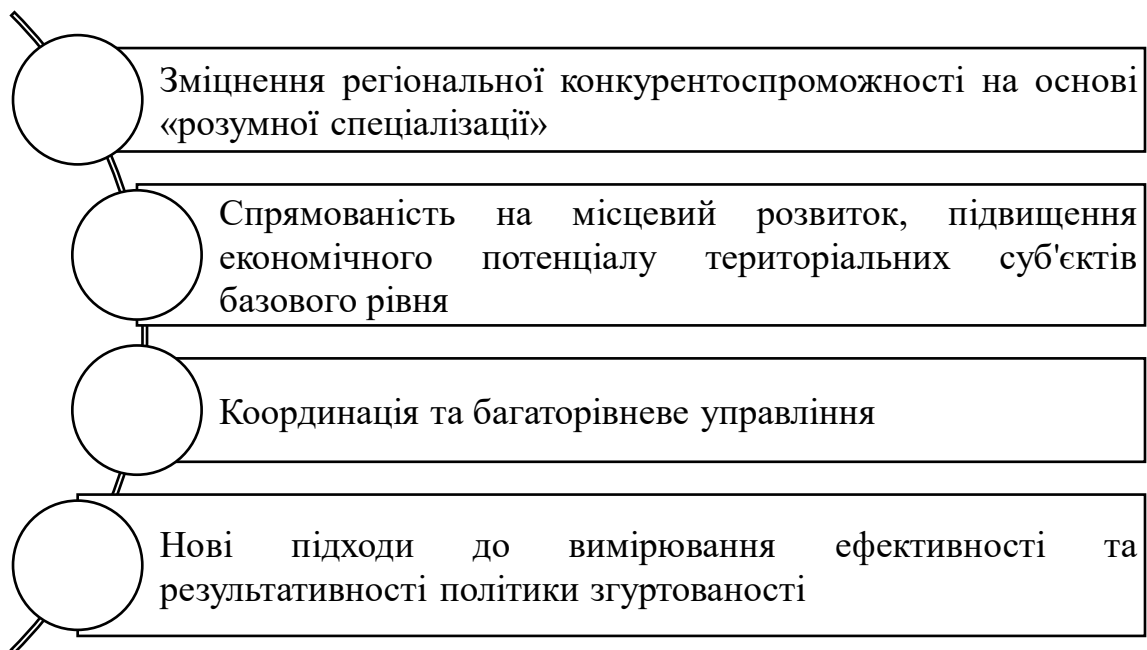 Зміцнення регіональної конкурентоспроможності на основі
«розумної спеціалізації»
Спрямованість на місцевий розвиток, підвищення
економічного потенціалу територіальних суб'єктів
базового рівня
Координація та багаторівневе управління
Нові підходи до вимірювання ефективності та
результативності політики згуртованості